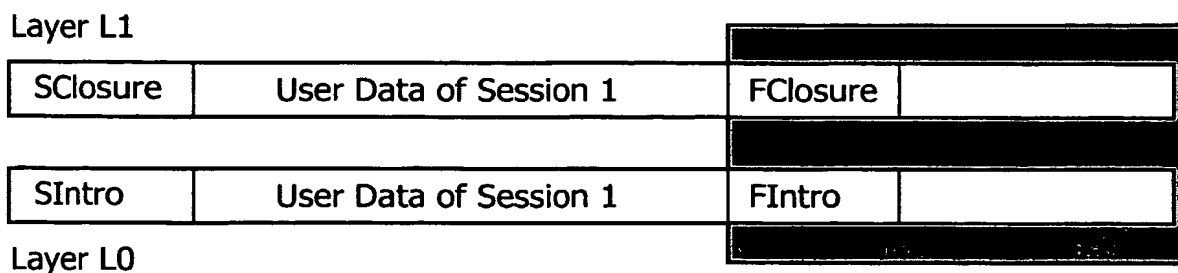 Layer L1
SClosure User Data of Session 1 FClosure
SIntro User Data of Session 1 FIntro
Layer L0